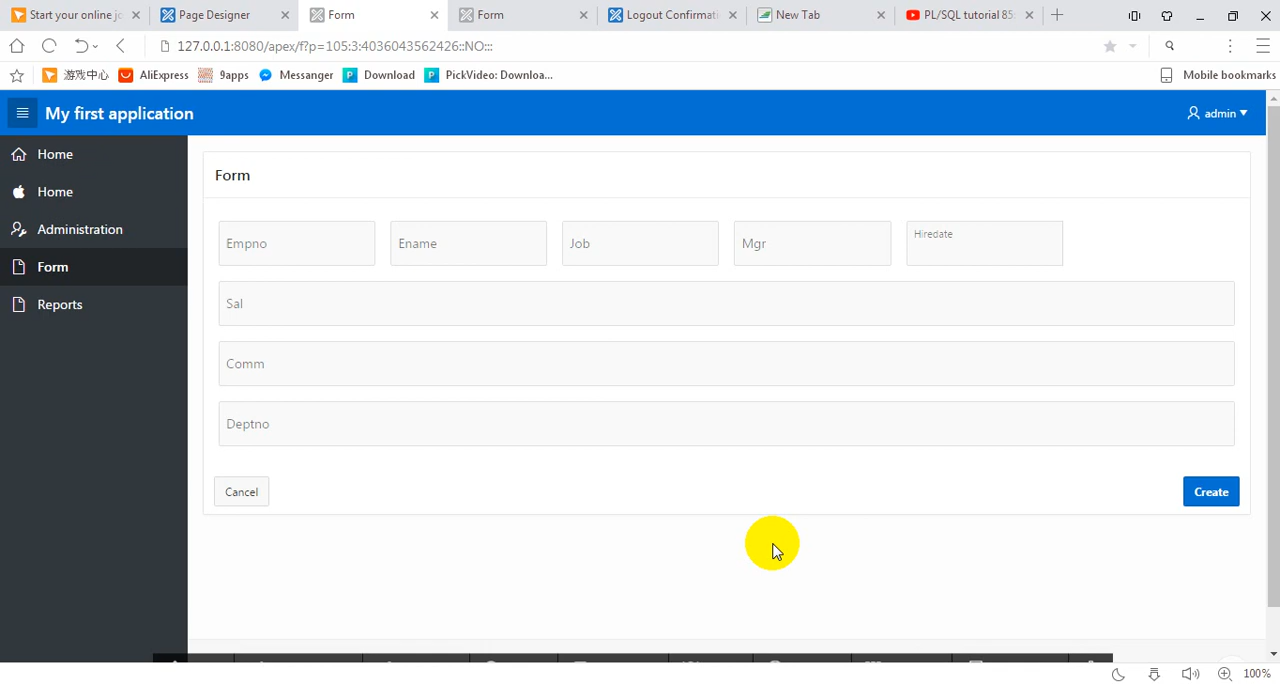 Start your online jo
Page Designer
Form
Form
Logout Confirmati
New Tab
PL/SQL tutorial 85:
127.0.0.1:8080/apex/f?p=105:3:4036043562426::NO:::
游戏中心
AliExpress
9apps
Messanger
Download
PickVideo: Downloa...
Mobile bookmarks
My first application
admin
Home
Home
Administration
Form
Reports
Form
Empno
Ename
Job
Mgr
Hiredate
Sal
Comm
Deptno
Cancel
Create
100%